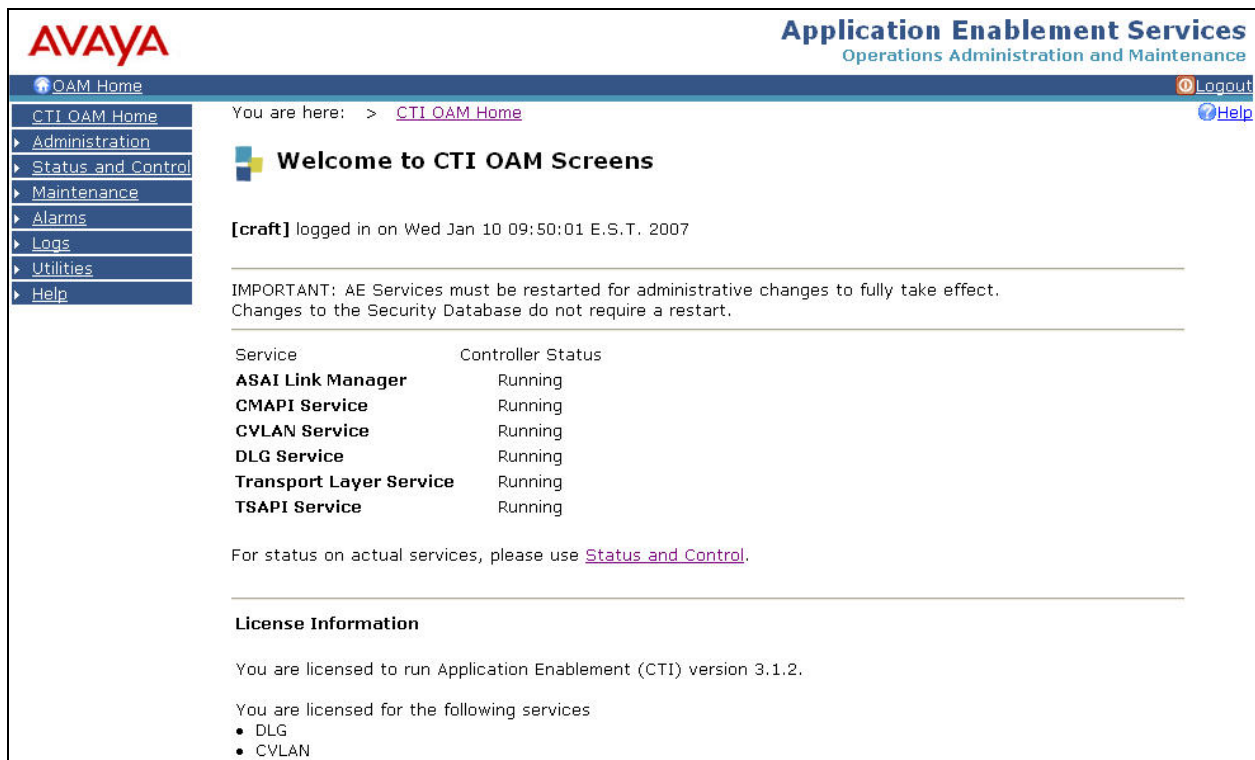 AVAYA
Application Enablement Services
Operations Administration and Maintenance
OAM Home
Logout
CTI OAM Home
Administration
Status and Control
Maintenance
Alarms
Logs
Utilities
Help
You are here: > CTI OAM Home
Help
Welcome to CTI OAM Screens
[craft] logged in on Wed Jan 10 09:50:01 E.S.T. 2007
IMPORTANT: AE Services must be restarted for administrative changes to fully take effect.
Changes to the Security Database do not require a restart.
Service Controller Status
ASAI Link Manager Running
CMAPI Service Running
CVLAN Service Running
DLG Service Running
Transport Layer Service Running
TSAPI Service Running
For status on actual services, please use Status and Control.
License Information
You are licensed to run Application Enablement (CTI) version 3.1.2.
You are licensed for the following services
• DLG
• CVLAN